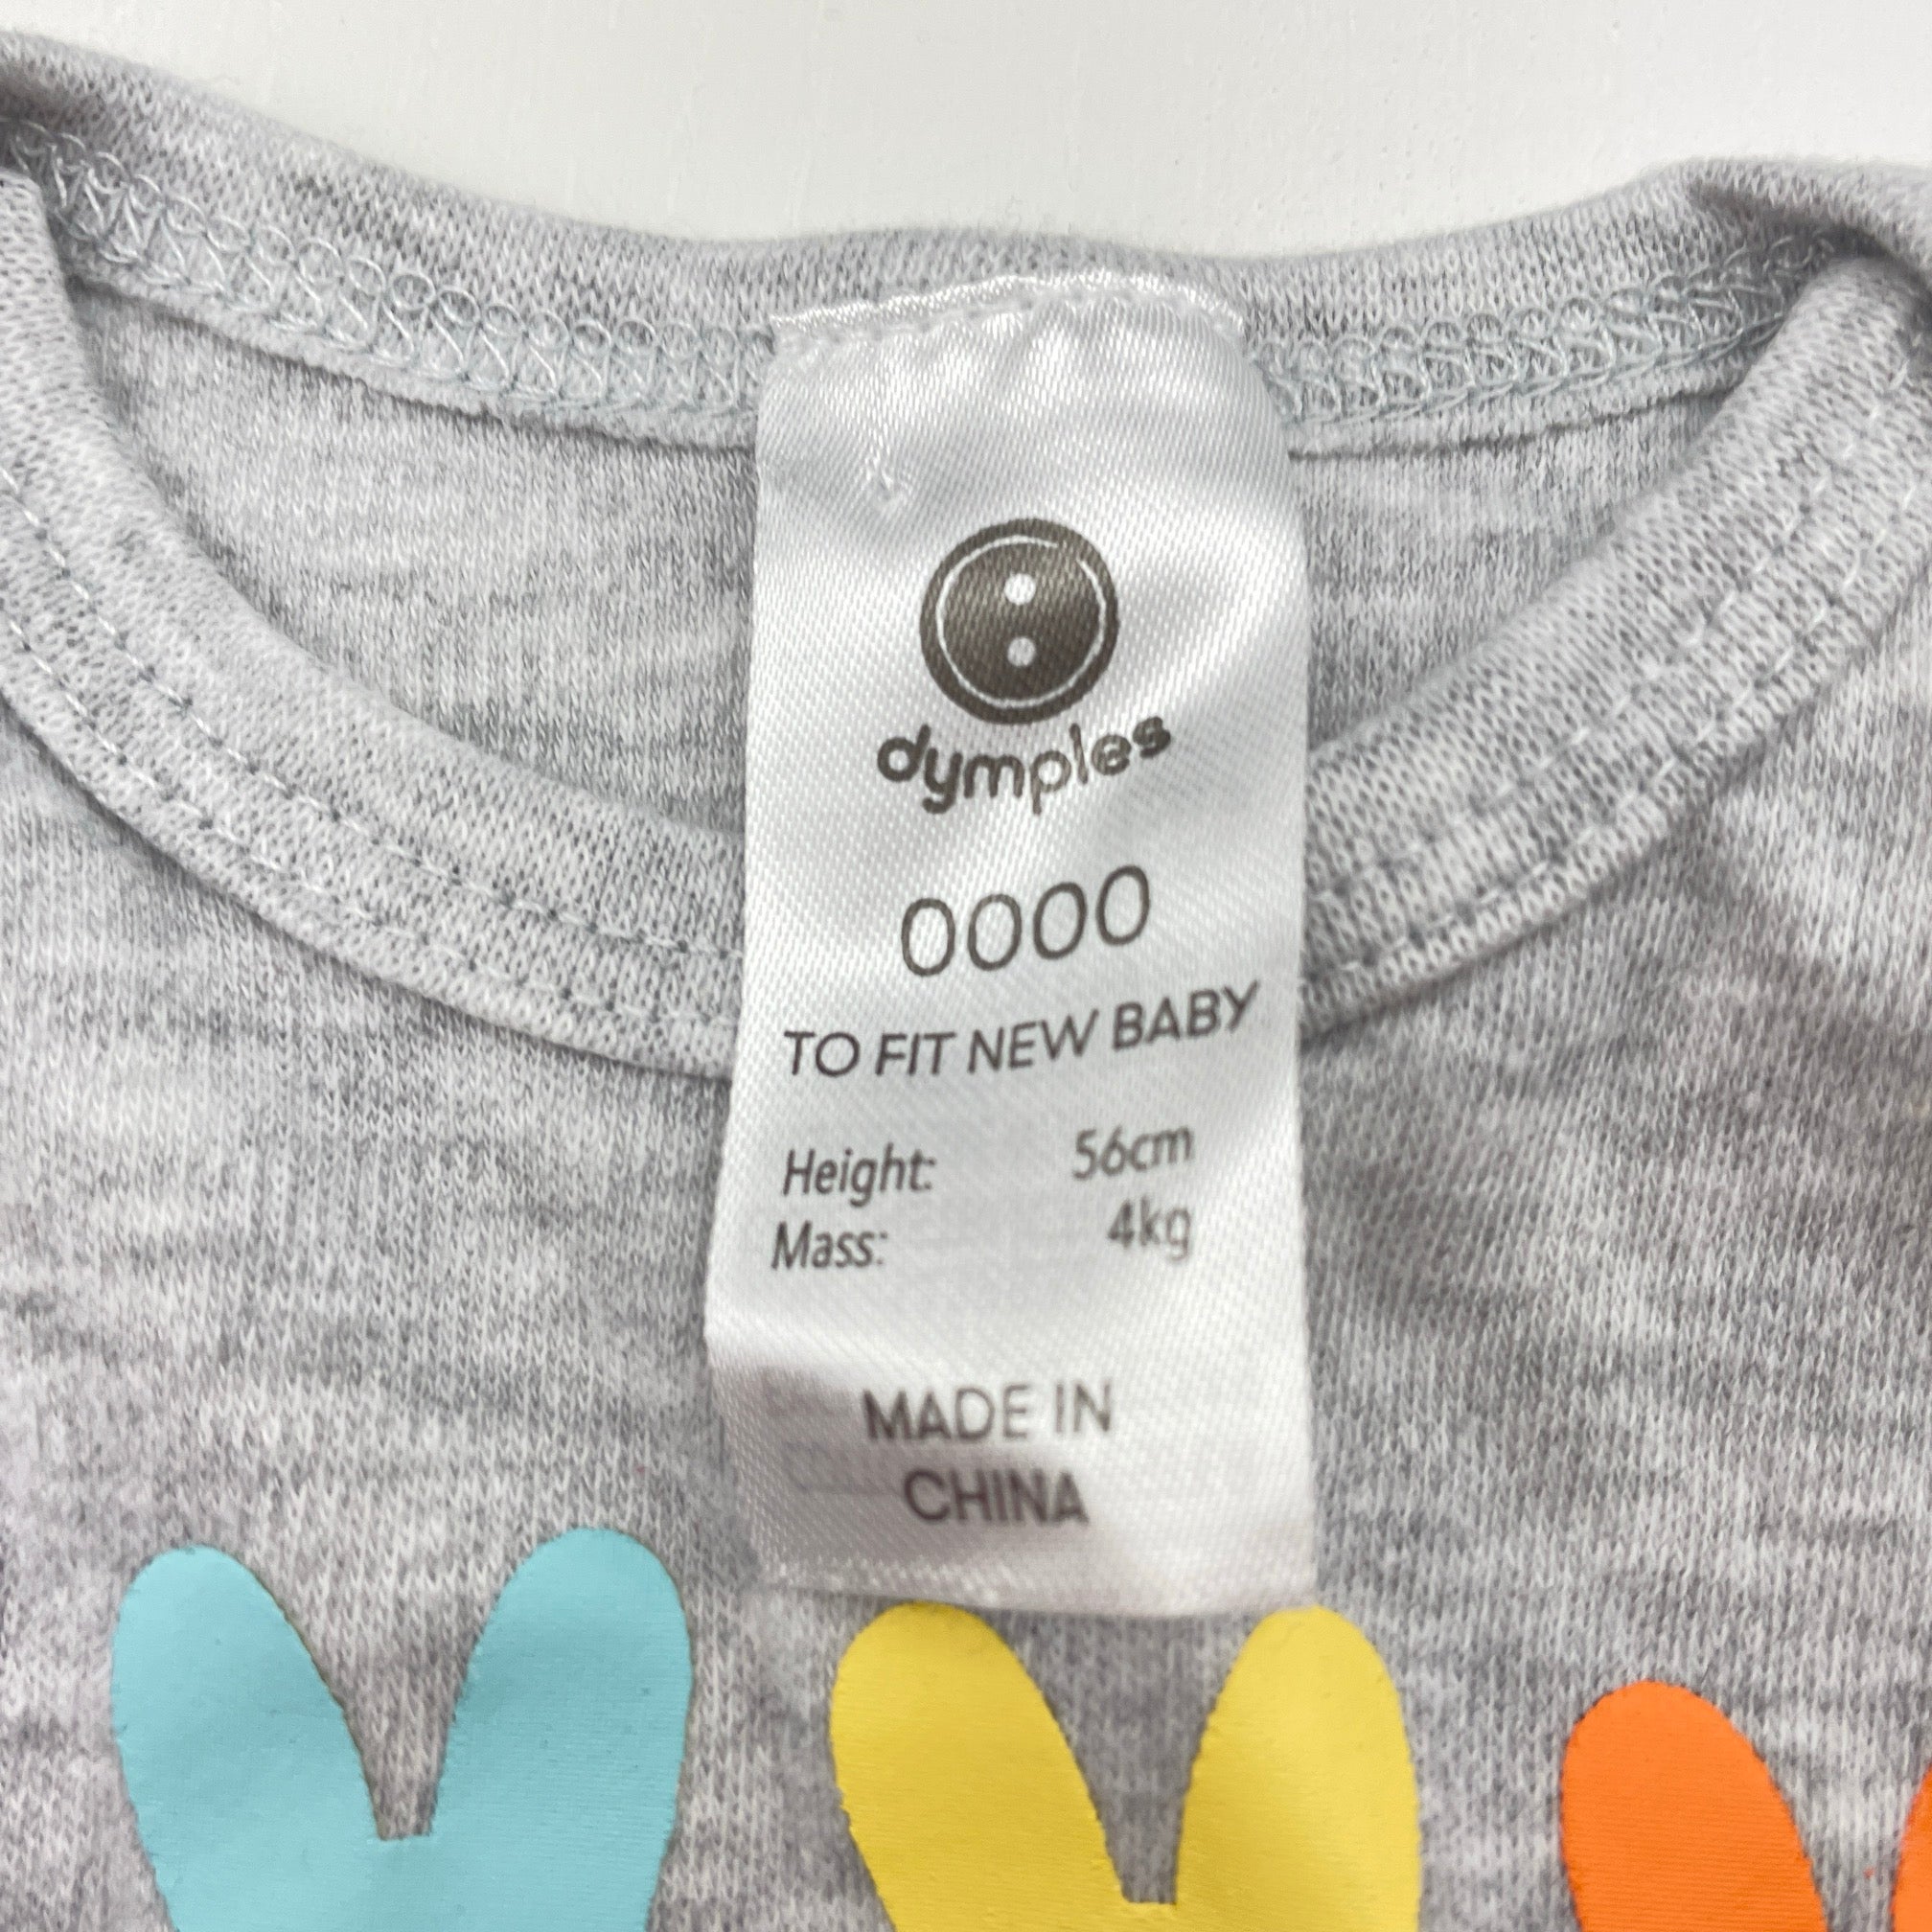 dymples
0000
TO FIT NEW BABY
Height: 56cm
Mass: 4kg
MADE IN
CHINA